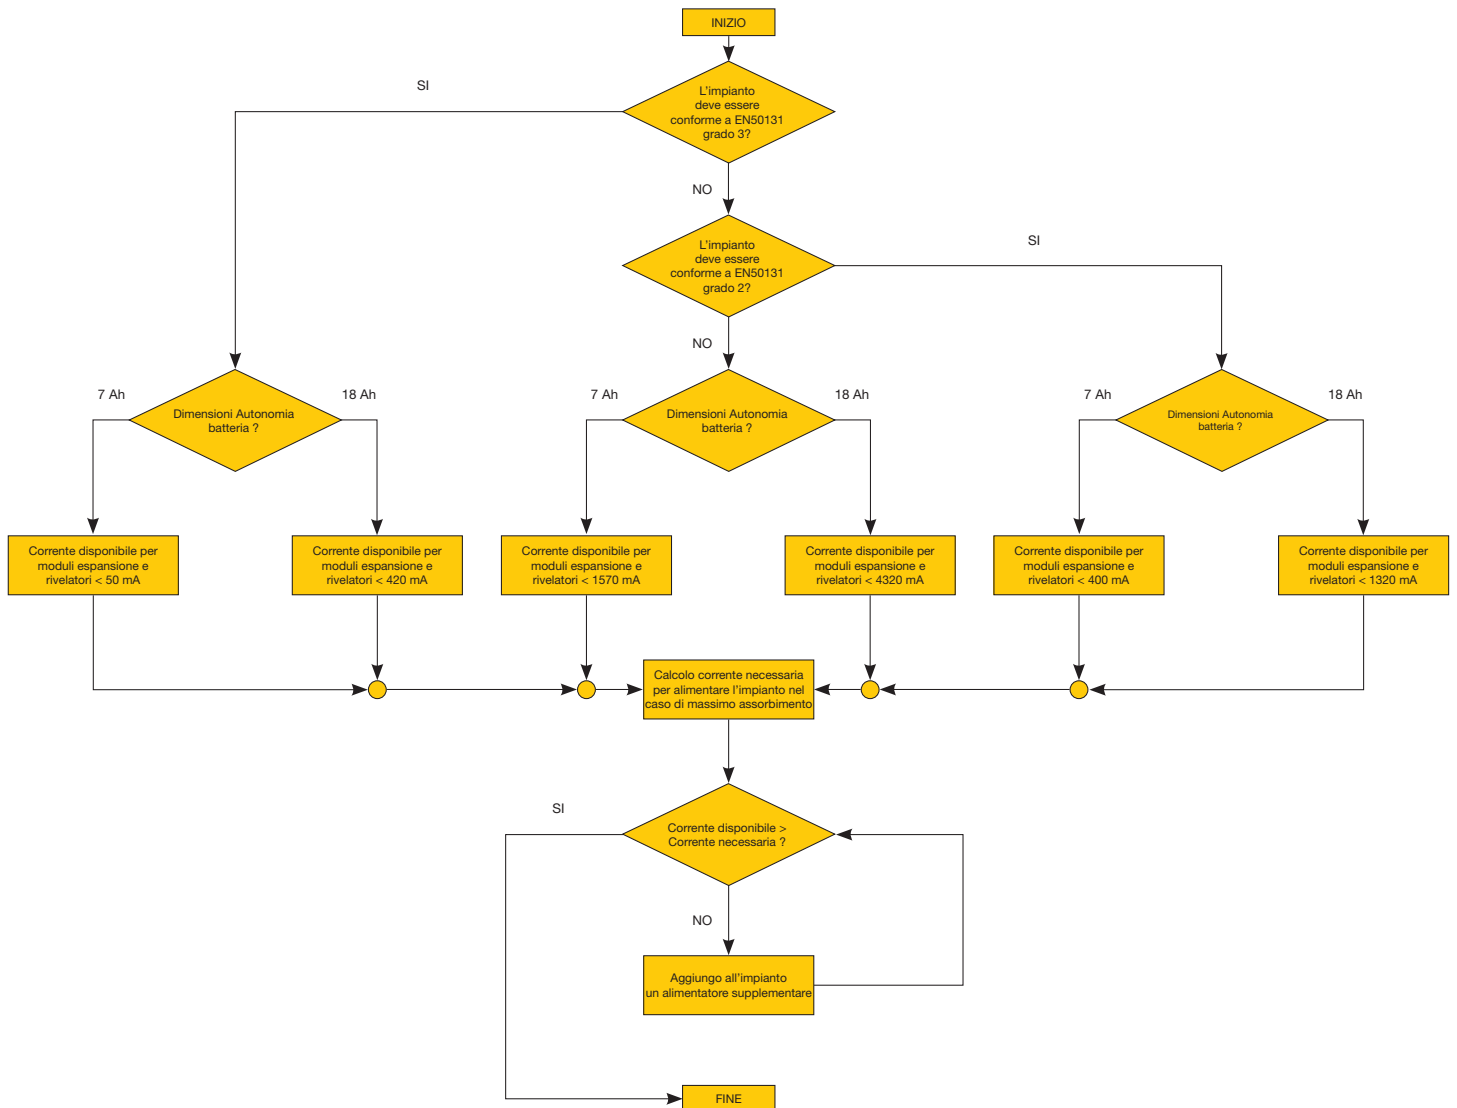 INIZIO
SI
L'impianto
deve essere
conforme a EN50131
grado 3?
NO
L'impianto
deve essere
conforme a EN50131
grado 2?
SI
NO
7 Ah
Dimensioni Autonomia
batteria ?
18 Ah
7 Ah
Dimensioni Autonomia
batteria ?
18 Ah
7 Ah
Dimensioni Autonomia
batteria ?
18 Ah
Corrente disponibile per
moduli espansione e
rivelatori < 50 mA
Corrente disponibile per
moduli espansione e
rivelatori < 420 mA
Corrente disponibile per
moduli espansione e
rivelatori < 1570 mA
Corrente disponibile per
moduli espansione e
rivelatori < 4320 mA
Corrente disponibile per
moduli espansione e
rivelatori < 400 mA
Corrente disponibile per
moduli espansione e
rivelatori < 1320 mA
Calcolo corrente necessaria
per alimentare l'impianto nel
caso di massimo assorbimento
SI
Corrente disponibile >
Corrente necessaria ?
NO
Aggiungo all'impianto
un alimentatore supplementare
FINE